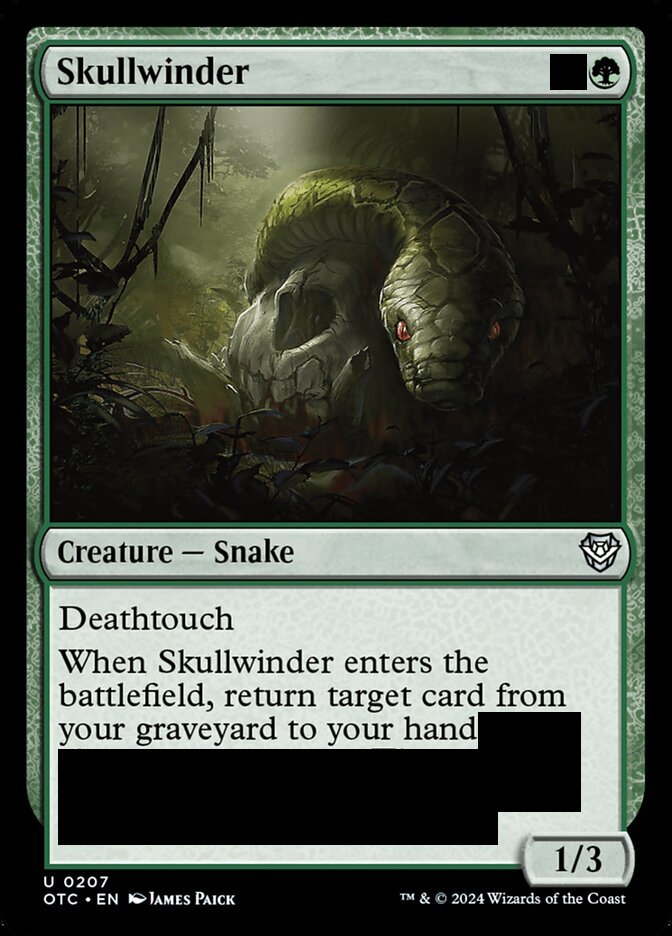 Skullwinder
Creature — Snake
Deathtouch
When Skullwinder enters the
battlefield, return target card from
your graveyard to your hand
1/3
U 0207
OTC • EN JAMES PAICK
™ & © 2024 Wizards of the Coast